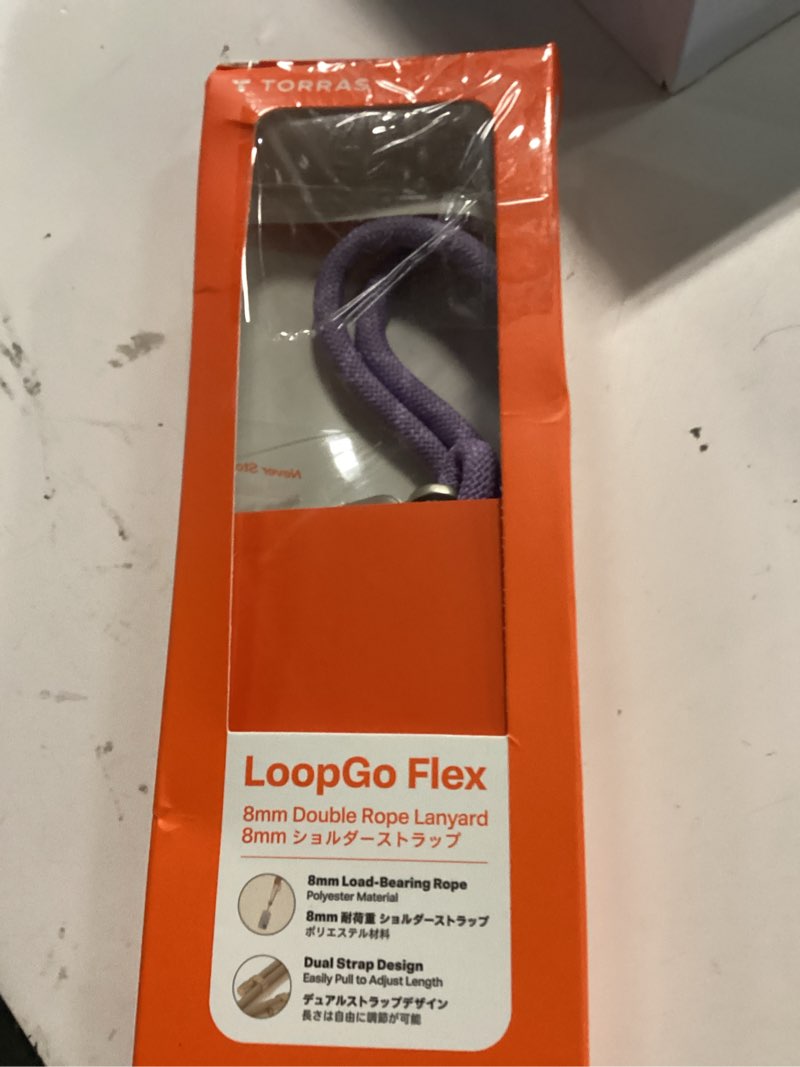 TORRAS
Never Sto
LoopGo Flex
8mm Double Rope Lanyard
8mm ショルダーストラップ
8mm Load-Bearing Rope
Polyester Material
8mm 耐荷重 ショルダーストラップ
ポリエステル材料
Dual Strap Design
Easily Pull to Adjust Length
デュアルストラップデザイン
長さは自由に調節が可能